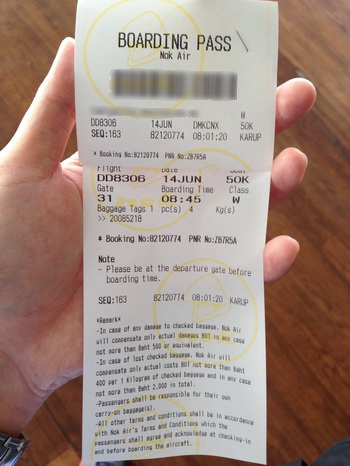 BOARDING PASS
Nok Air
W
DD8306 14JUN DMKCNX 50K
SEQ:163 82120774 08:01:20 KARUP
* Booking No:82120774 PNR No:Z87R5A
Flight Date Seat
DD8306 14JUN 50K
Gate Boarding Time Class
31 08:45 W
Baggage Tags 1 pc(s) 4 Kg(s)
>> 20085218
* Booking No:82120774 PNR No:Z87R5A
Note
- Please be at the departure gate before
boarding time.
SEQ:163 82120774 08:01:20 KARUP
*Remark*
-In case of any damage to checked baggage, Nok Air
will compensate only actual damages BUT in any case
not more than Baht 500 or equivalent.
-In case of lost checked baggage, Nok Air will
compensate only actual costs BUT not more than Baht
400 per 1 Kilogram of checked baggage and in any case
not more than Baht 2,000 in total.
-Passengers shall be responsible for their own
carry-on baggage(s).
-All other terms and conditions shall be in accordance
with Nok Air's Terms and Conditions which the
passengers shall agree and acknowledge at checking-in
and before boarding the aircraft.